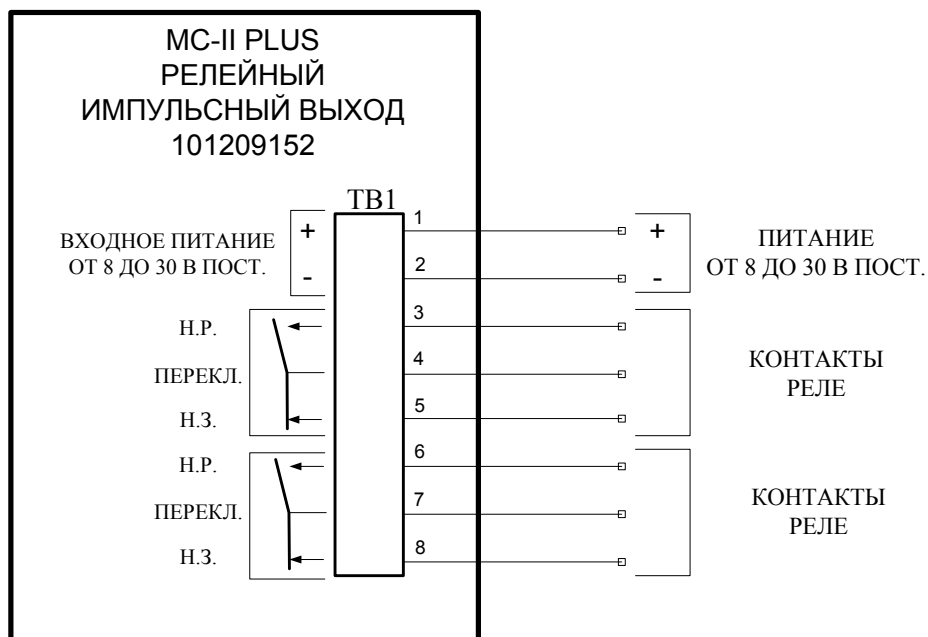 MC-II PLUS
РЕЛЕЙНЫЙ
ИМПУЛЬСНЫЙ ВЫХОД
101209152
TB1
ВХОДНОЕ ПИТАНИЕ
ОТ 8 ДО 30 В ПОСТ.
+
-
1
2
+
-
ПИТАНИЕ
ОТ 8 ДО 30 В ПОСТ.
Н.Р.
ПЕРЕКЛ.
Н.З.
3
4
5
КОНТАКТЫ
РЕЛЕ
Н.Р.
ПЕРЕКЛ.
Н.З.
6
7
8
КОНТАКТЫ
РЕЛЕ